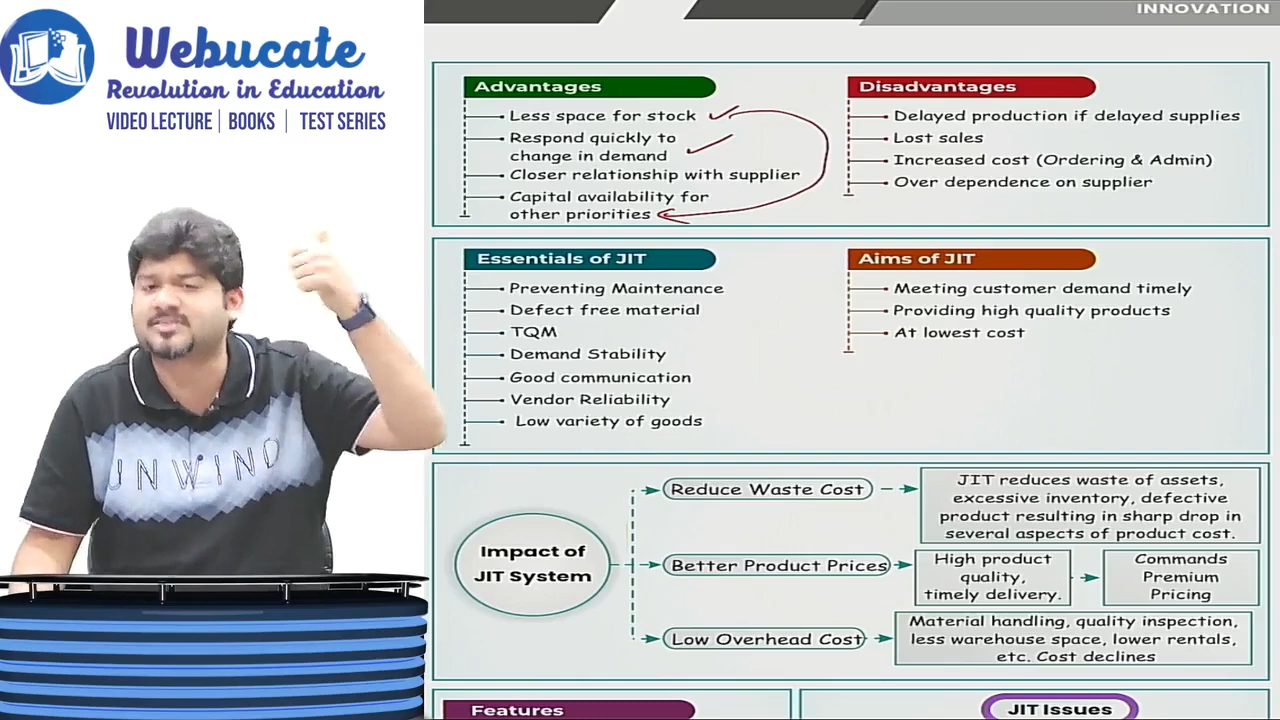 Webucate
Revolution in Education
VIDEO LECTURE | BOOKS | TEST SERIES
UNWIND
INNOVATION
Advantages
Less space for stock
Respond quickly to
change in demand
Closer relationship with supplier
Capital availability for
other priorities
Disadvantages
Delayed production if delayed supplies
Lost sales
Increased cost (Ordering & Admin)
Over dependence on supplier
Essentials of JIT
Preventing Maintenance
Defect free material
TQM
Demand Stability
Good communication
Vendor Reliability
Low variety of goods
Aims of JIT
Meeting customer demand timely
Providing high quality products
At lowest cost
Impact of
JIT System
Reduce Waste Cost
JIT reduces waste of assets,
excessive inventory, defective
product resulting in sharp drop in
several aspects of product cost.
Better Product Prices
High product
quality,
timely delivery.
Commands
Premium
Pricing
Low Overhead Cost
Material handling, quality inspection,
less warehouse space, lower rentals,
etc. Cost declines
Features
JIT Issues